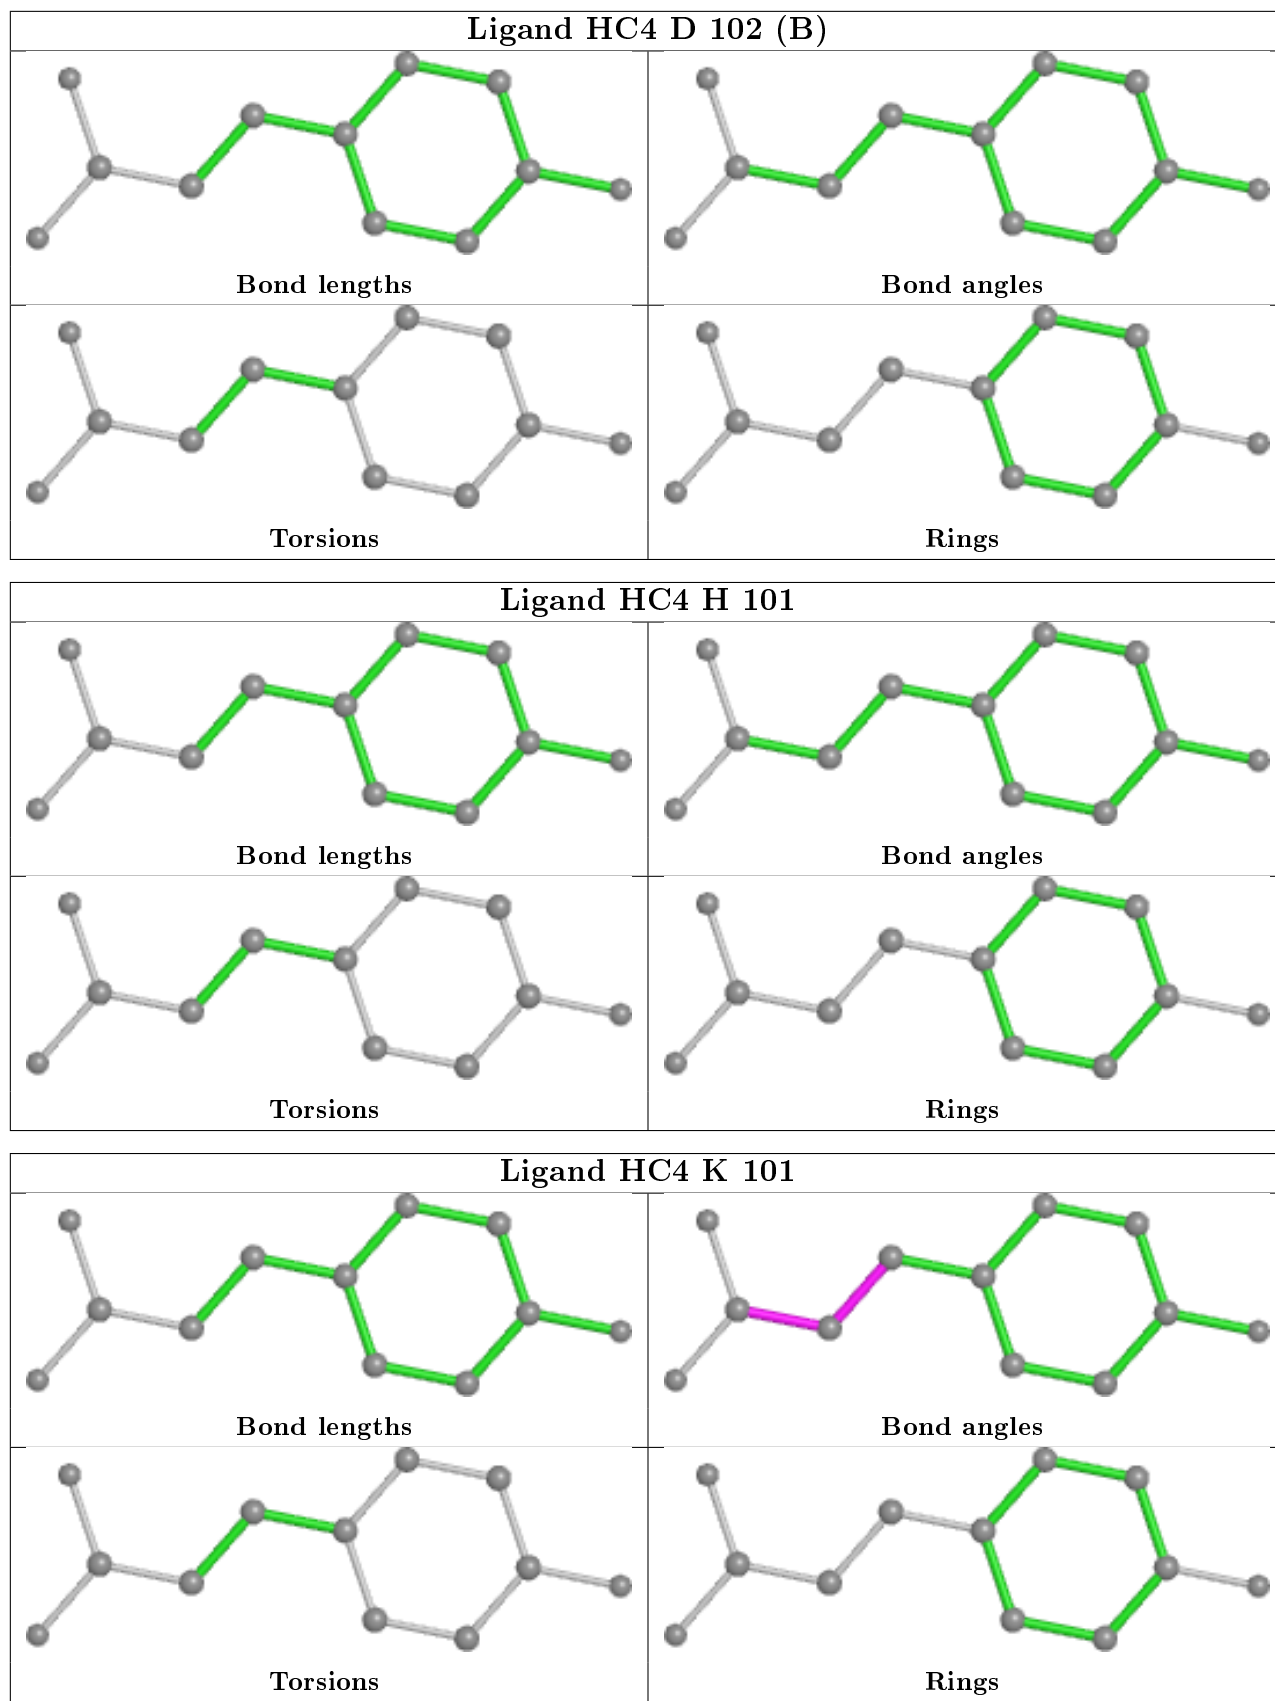 Ligand HC4 D 102 (B)
Bond lengths
Bond angles
Torsions
Rings
Ligand HC4 H 101
Bond lengths
Bond angles
Torsions
Rings
Ligand HC4 K 101
Bond lengths
Bond angles
Torsions
Rings